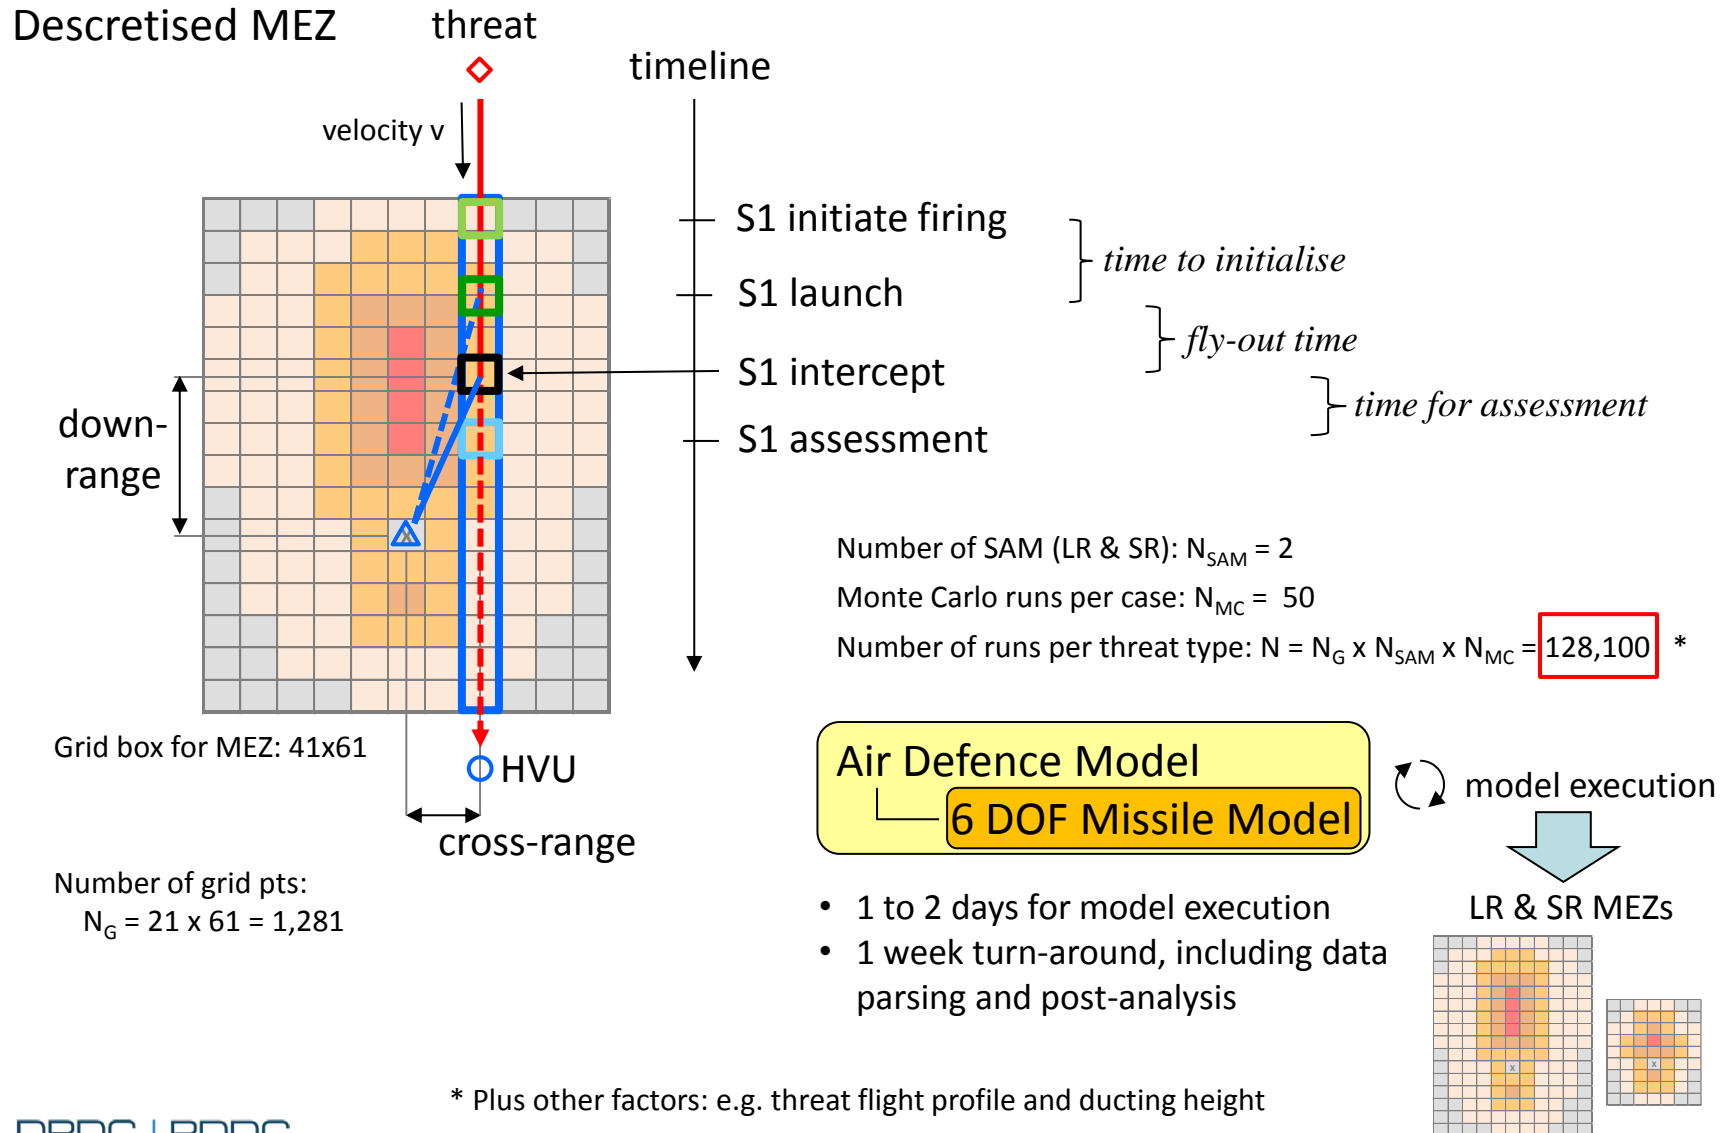 Descretised MEZ
threat
timeline
velocity v
S1 initiate firing
time to initialise
S1 launch
fly-out time
S1 intercept
time for assessment
S1 assessment
down-
range
x
Number of SAM (LR & SR): NSAM = 2
Monte Carlo runs per case: NMC = 50
Number of runs per threat type: N = NG x NSAM x NMC = 128,100 *
Grid box for MEZ: 41x61
HVU
cross-range
Number of grid pts:
NG = 21 x 61 = 1,281
Air Defence Model
6 DOF Missile Model
model execution
• 1 to 2 days for model execution
• 1 week turn-around, including data
parsing and post-analysis
LR & SR MEZs
x
x
* Plus other factors: e.g. threat flight profile and ducting height